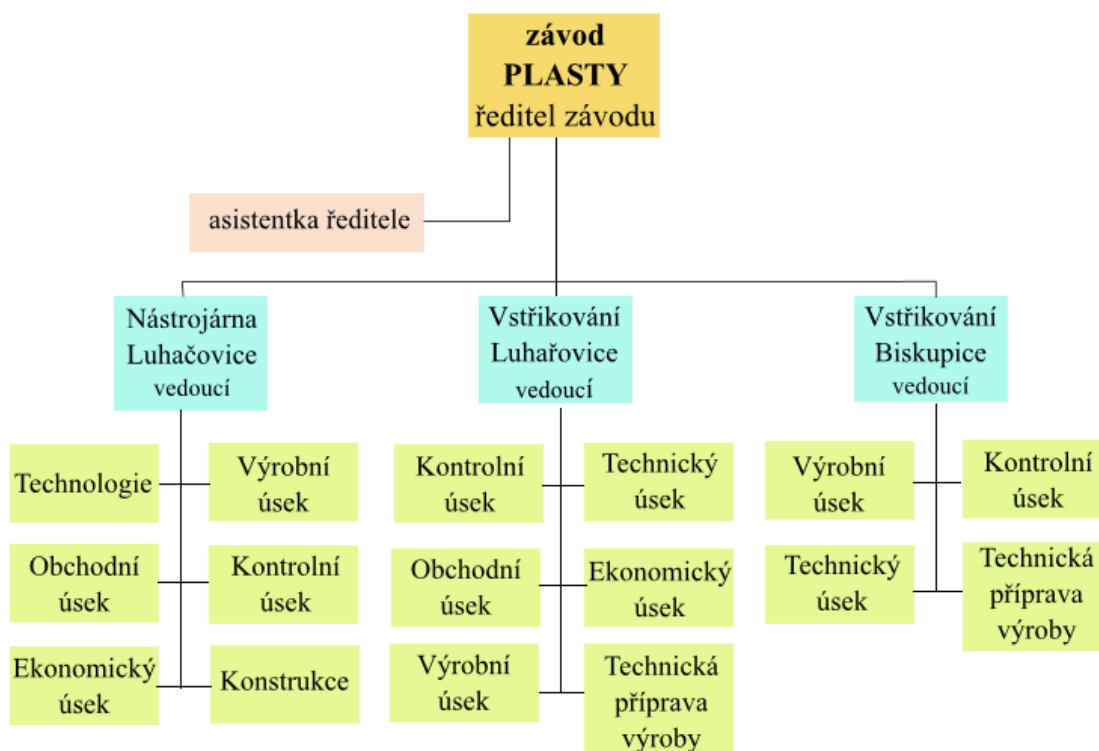 závod
PLASTY
ředitel závodu
asistentka ředitele
Nástrojárna
Luhačovice
vedoucí
Vstřikování
Luhařovice
vedoucí
Vstřikování
Biskupice
vedoucí
Technologie
Výrobní
úsek
Obchodní
úsek
Kontrolní
úsek
Ekonomický
úsek
Konstrukce
Kontrolní
úsek
Technický
úsek
Obchodní
úsek
Ekonomický
úsek
Výrobní
úsek
Technická
příprava
výroby
Výrobní
úsek
Kontrolní
úsek
Technický
úsek
Technická
příprava
výroby